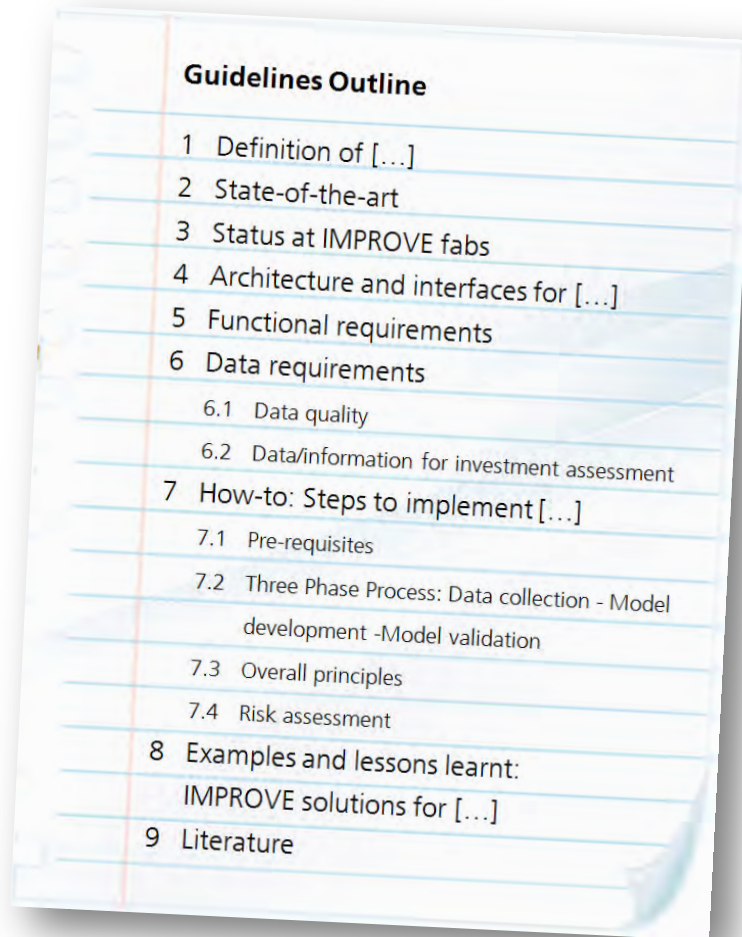 Guidelines Outline
1 Definition of [...]
2 State-of-the-art
3 Status at IMPROVE fabs
4 Architecture and interfaces for [...]
5 Functional requirements
6 Data requirements
6.1 Data quality
6.2 Data/information for investment assessment
7 How-to: Steps to implement [...]
7.1 Pre-requisites
7.2 Three Phase Process: Data collection - Model
development -Model validation
7.3 Overall principles
7.4 Risk assessment
8 Examples and lessons learnt:
IMPROVE solutions for [...]
9 Literature